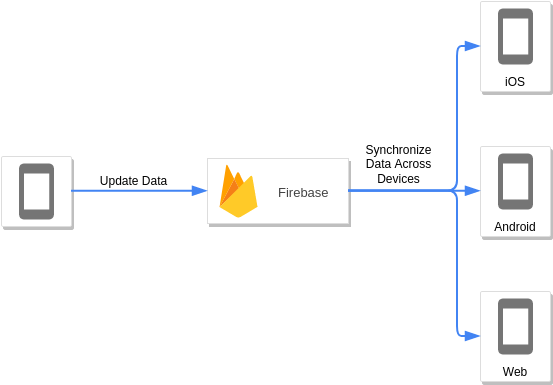 Update Data
Firebase
Synchronize
Data Across
Devices
iOS
Android
Web